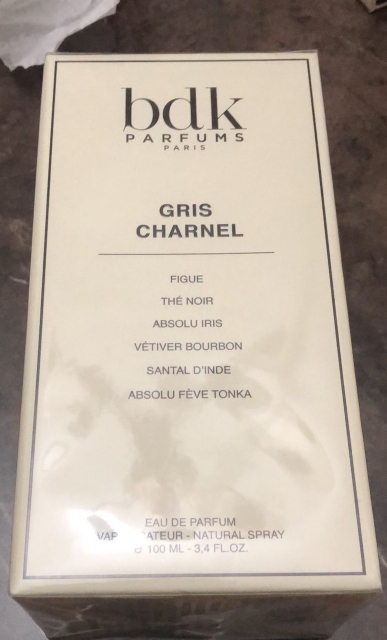 bdk
PARFUMS
PARIS
GRIS
CHARNEL
FIGUE
THÉ NOIR
ABSOLU IRIS
VÉTIVER BOURBON
SANTAL D'INDE
ABSOLU FÈVE TONKA
EAU DE PARFUM
NATURAL SPRAY
100 ML - 3,4 FL.OZ.